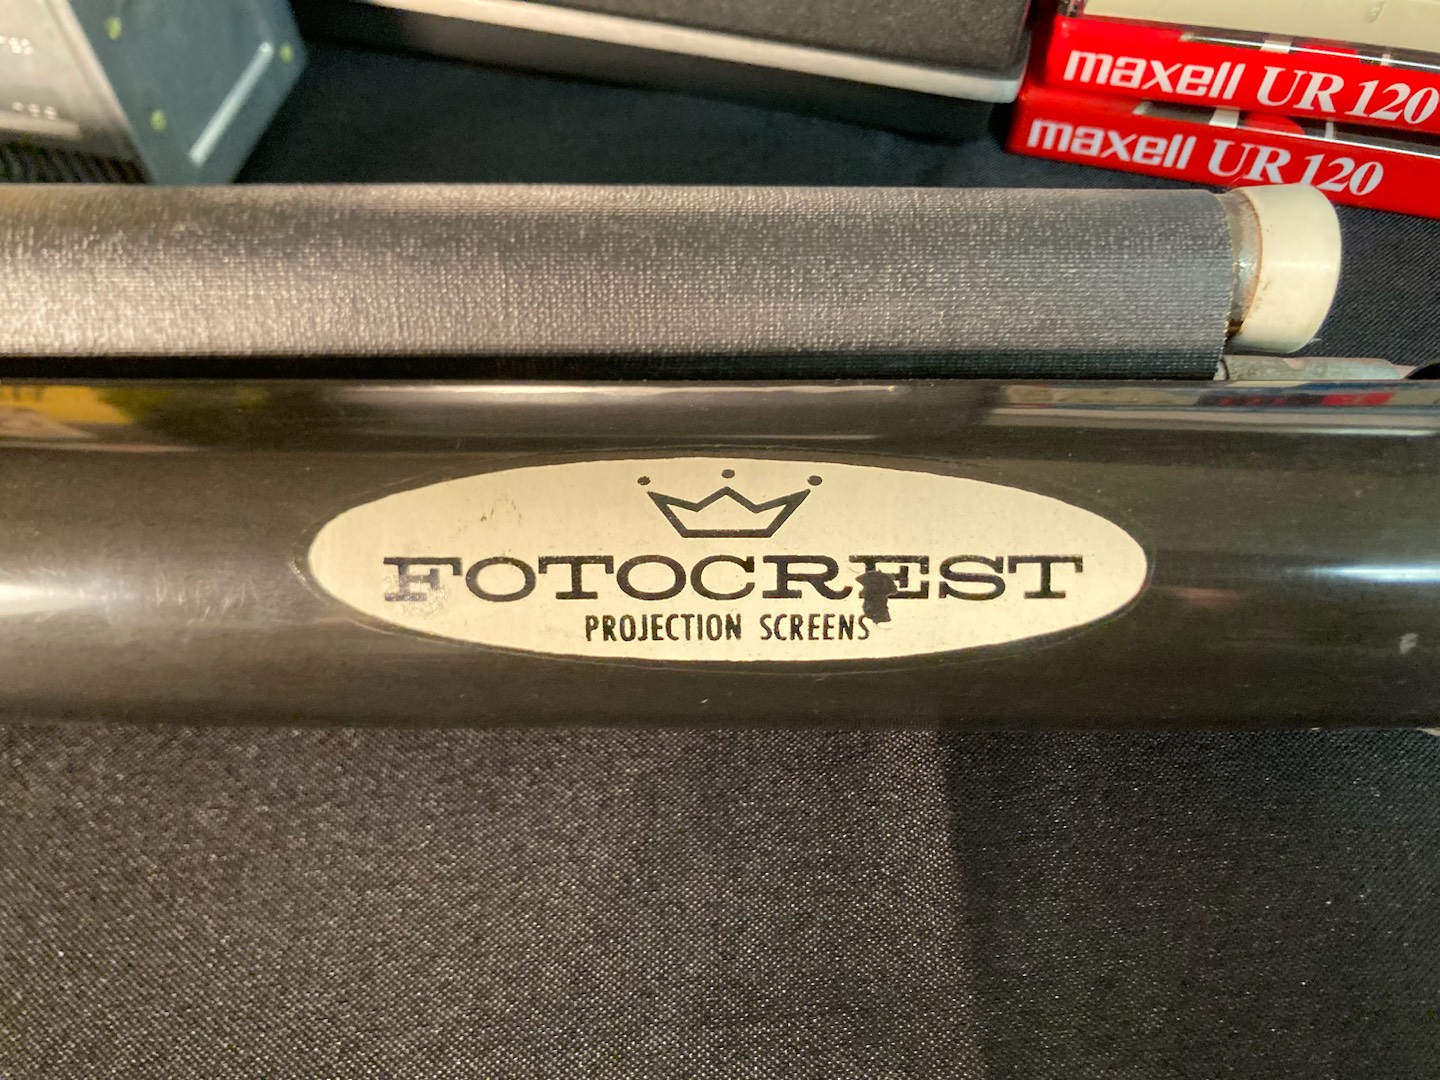 maxell UR 120
maxell UR 120
FOTOCREST
PROJECTION SCREENS